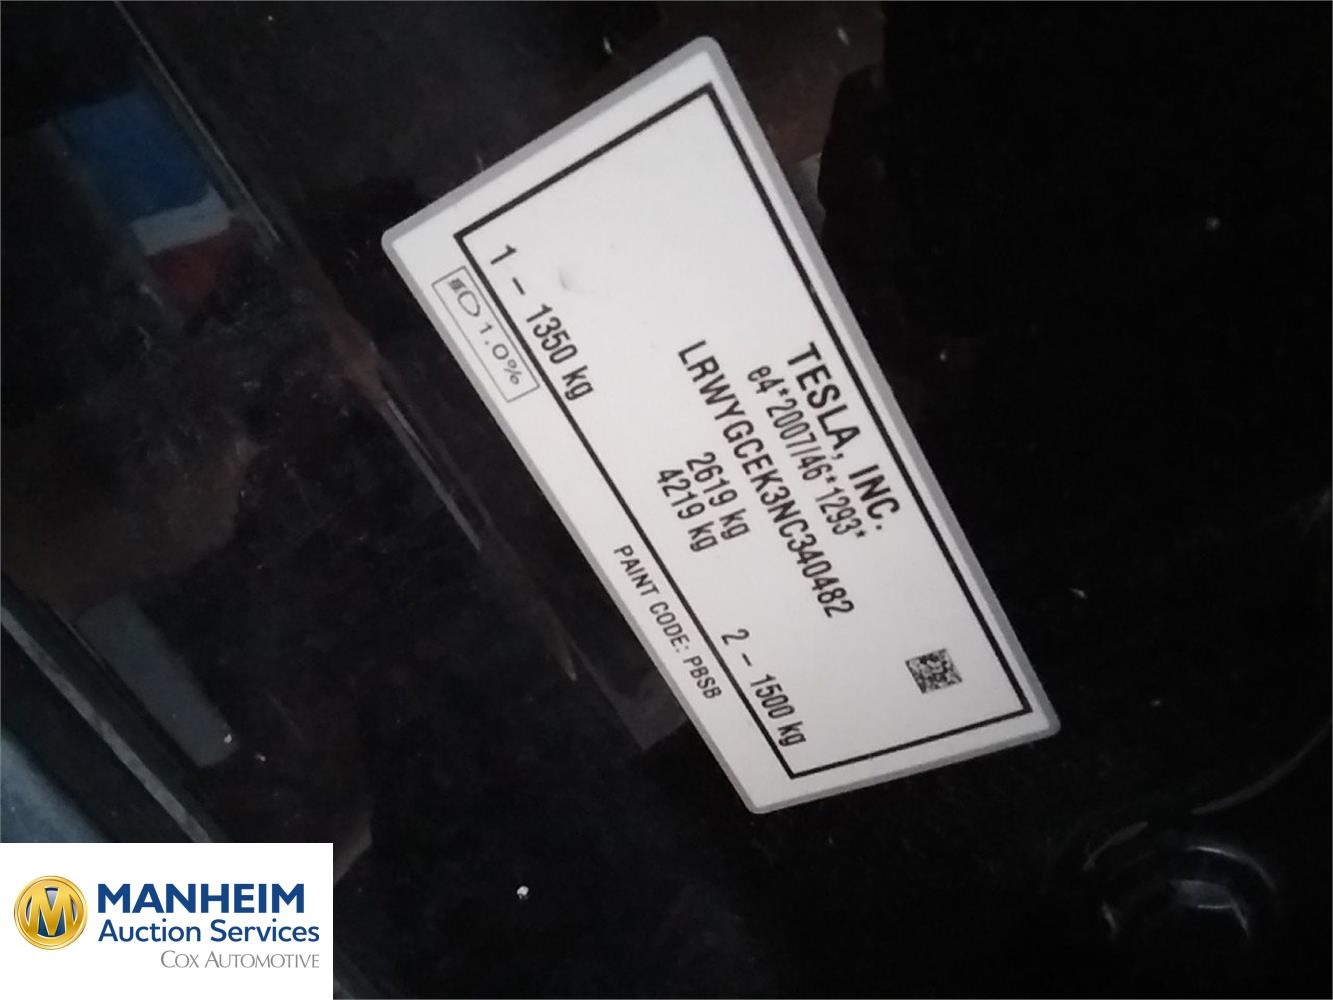 TESLA, INC.
e4*2007/46*1293*
LRWYGCEK3NC340482
2619 kg
4219 kg
1 - 1350 kg
2 - 1500 kg
1.0%
PAINT CODE: PBSB
MANHEIM
Auction Services
COX AUTOMOTIVE